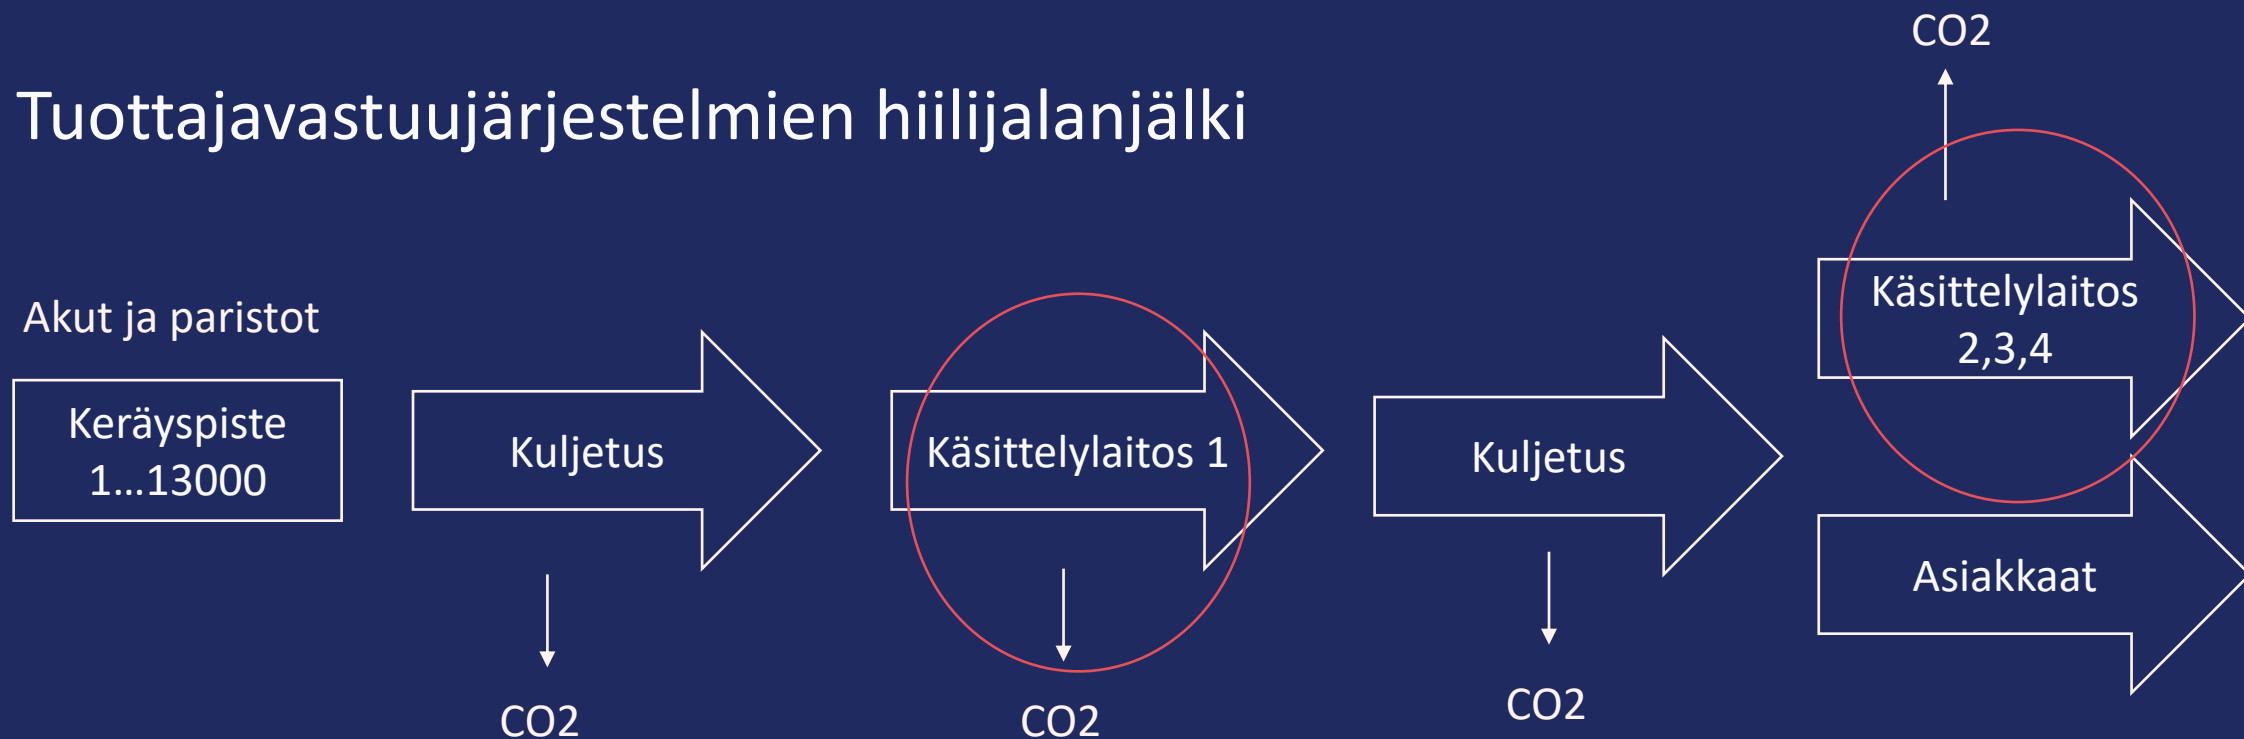 Tuottajavastuujärjestelmien hiilijalanjälki
Akut ja paristot
Keräyspiste
1...13000
Kuljetus
CO2
Käsittelylaitos 1
CO2
Kuljetus
CO2
CO2
Käsittelylaitos
2,3,4
Asiakkaat